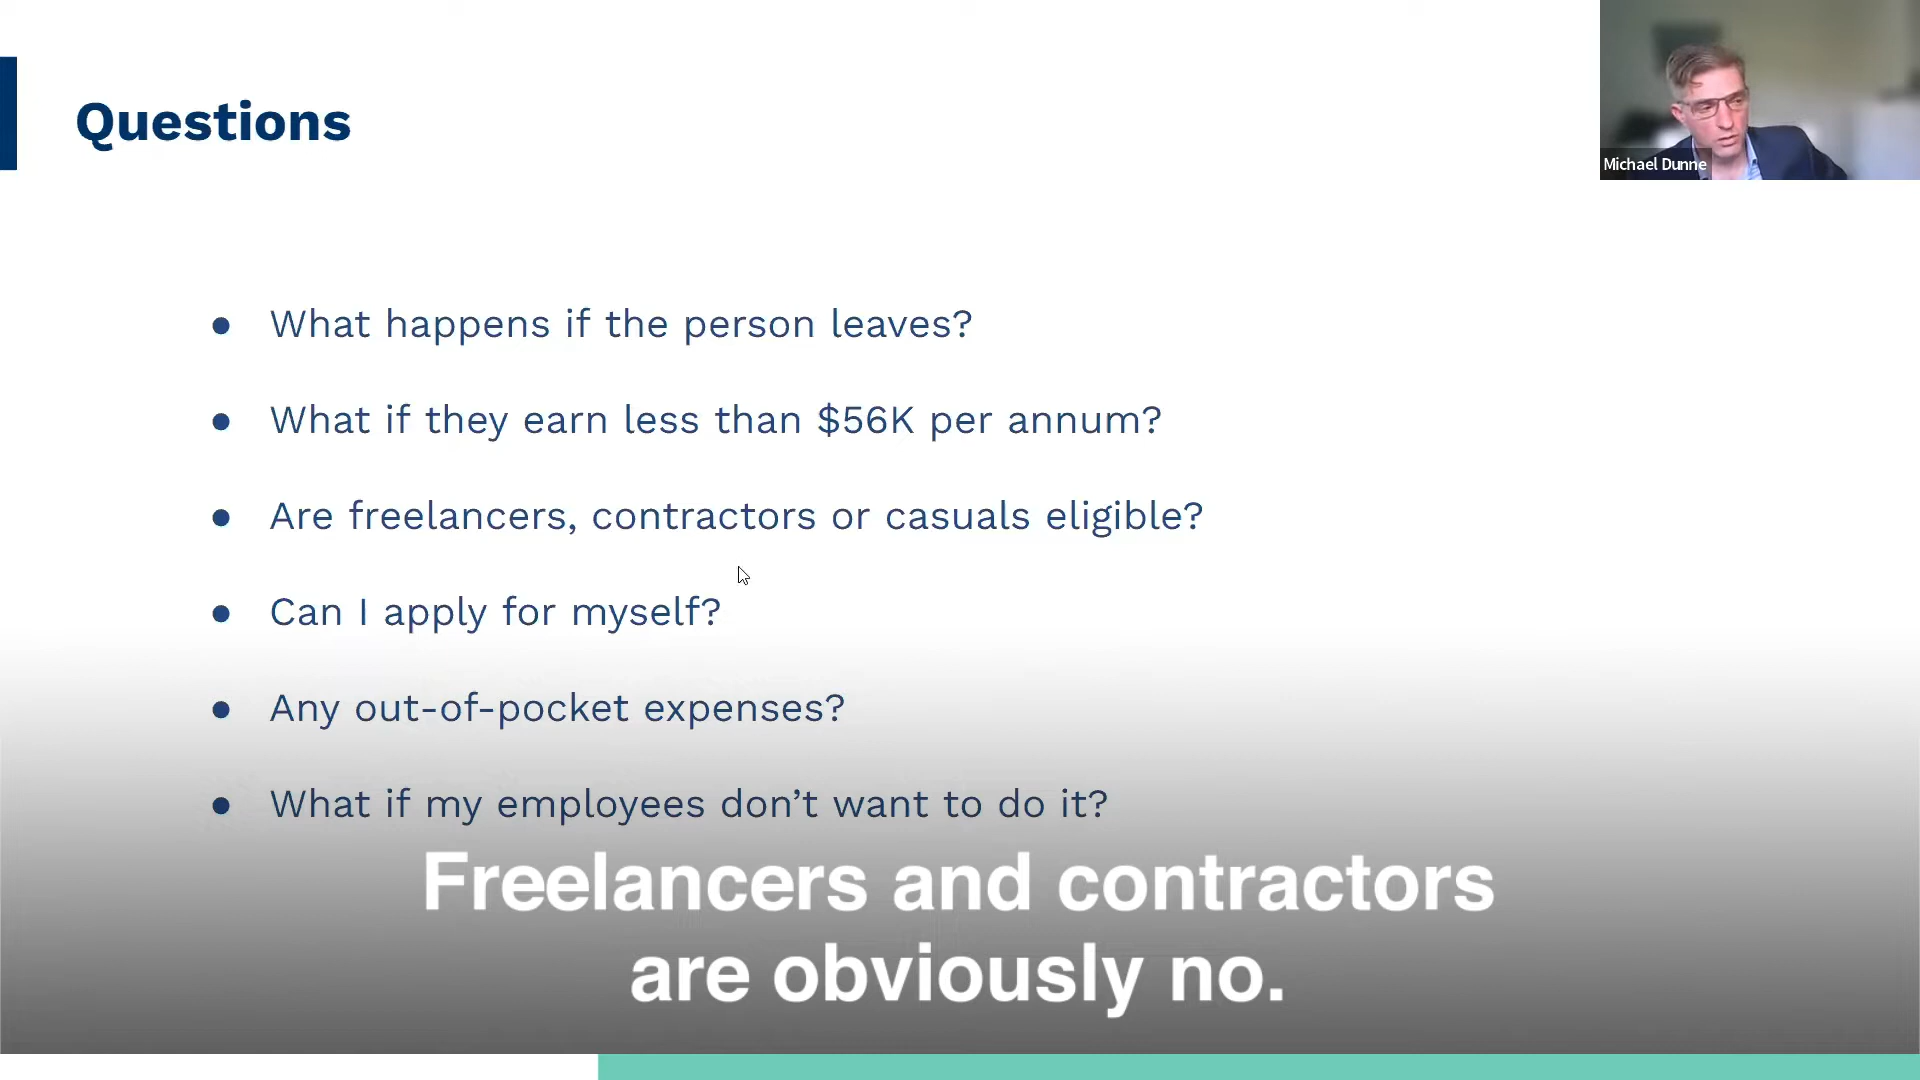 Questions
Michael Dunne
● What happens if the person leaves?
● What if they earn less than $56K per annum?
● Are freelancers, contractors or casuals eligible?
● Can I apply for myself?
● Any out-of-pocket expenses?
● What if my employees don’t want to do it?
Freelancers and contractors
are obviously no.